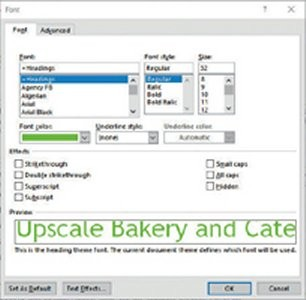 Font
? ×
Font Advanced
Font: Font style: Size:
+Headings Regular 52
+Headings Regular 8
Agency FB Italic 9
Algerian Bold 10
Arial Bold Italic 11
Arial Black 12
Font color: Underline style: Underline color:
(none) Automatic
Effects
Strikethrough Small caps
Double strikethrough All caps
Superscript Hidden
Subscript
Preview
Upscale Bakery and Cate
This is the heading theme font. The current document theme defines which font will be used.
Set As Default Text Effects... OK Cancel